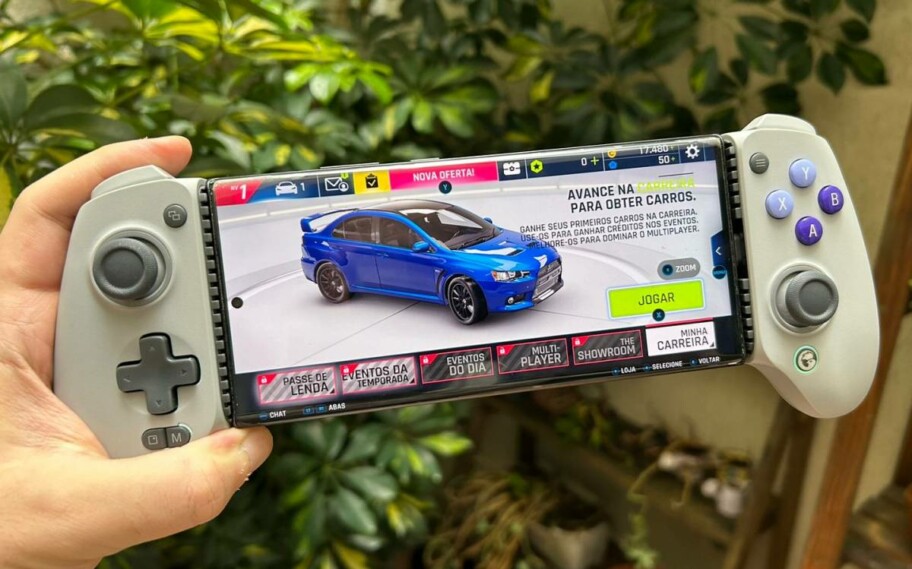 1
1
NOVA OFERTA!
Y
0 +
17.480
50+
AVANCE NA CARREIRA
PARA OBTER CARROS.
GANHE SEUS PRIMEIROS CARROS NA CARREIRA.
USE-OS PARA GANHAR CRÉDITOS NOS EVENTOS.
MELHORE-OS PARA DOMINAR O MULTIPLAYER.
ZOOM
JOGAR
X
PASSE DE
LENDA
EVENTOS DA
TEMPORADA
EVENTOS
DO DIA
MULTI-
PLAYER
THE
SHOWROOM
MINHA
CARREIRA
CHAT
ABAS
LOJA
SELECIONE
VOLTAR
M
Y
X
B
A